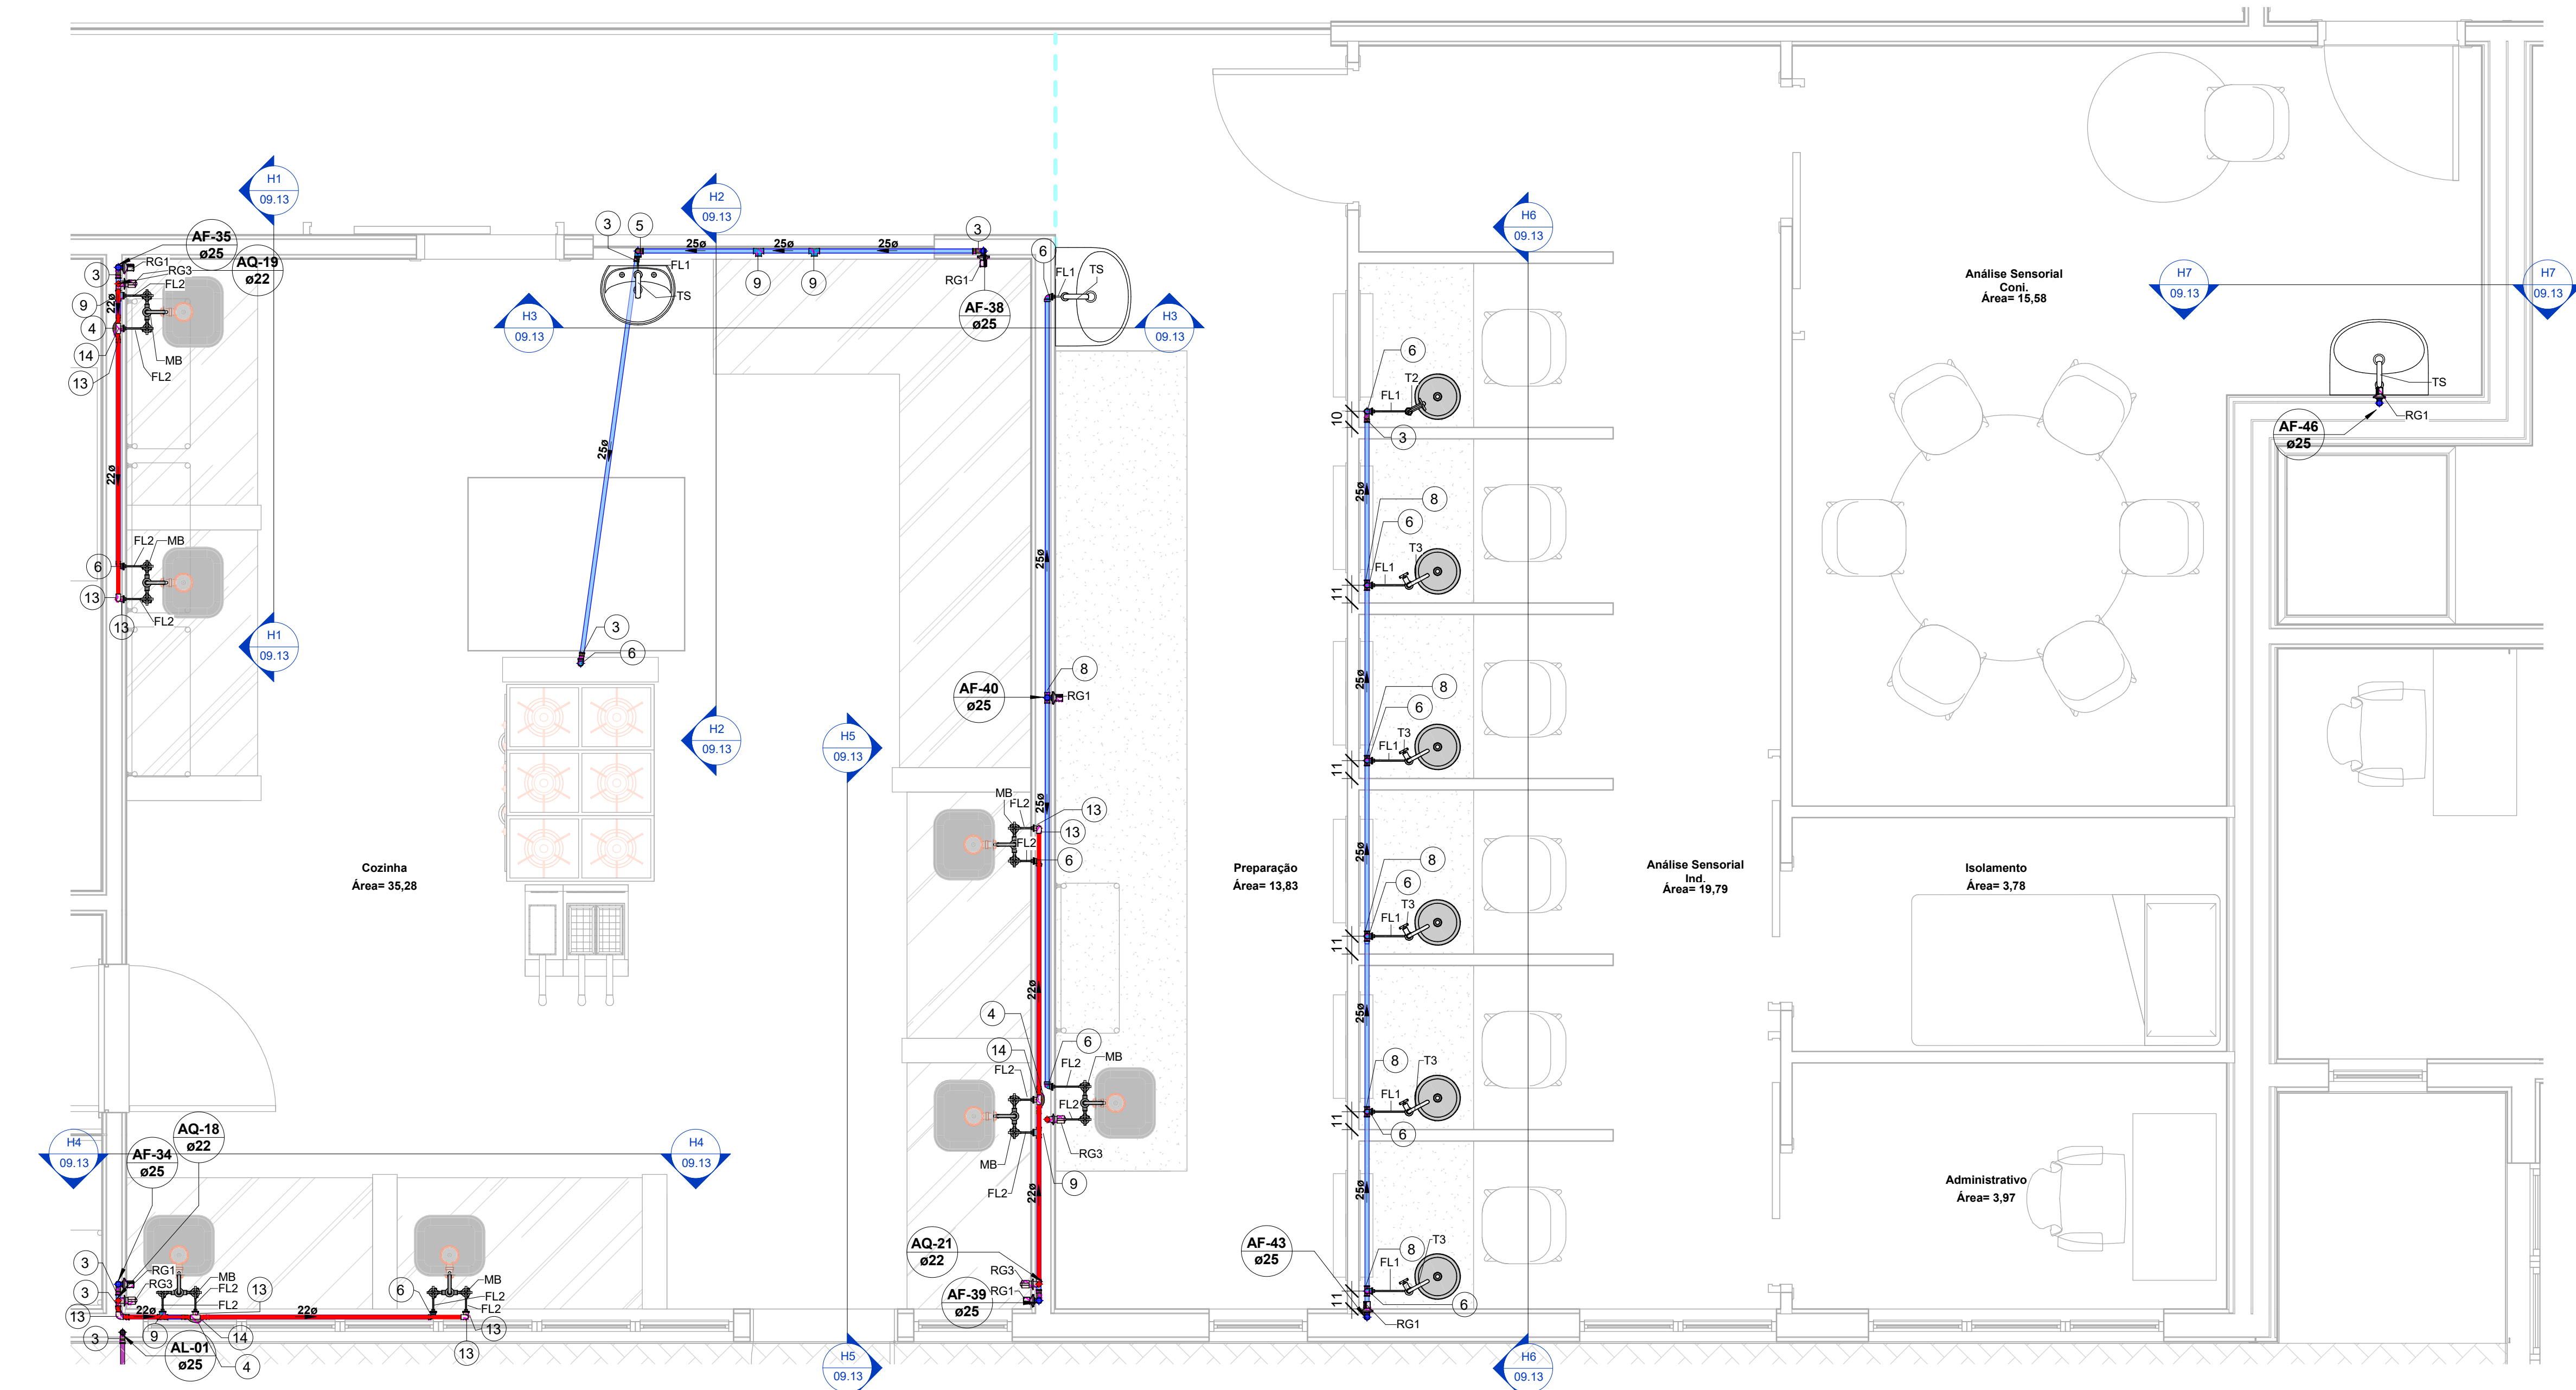 H1
09.13
H2
09.13
H6
09.13
AF-35
ø25
AQ-19
ø22
RG1
RG3
FL2
3
9
22ø
4
14
13
MB
FL2
22ø
FL2
MB
6
13
FL2
13
H1
09.13
3
5
25ø
25ø
25ø
3
FL1
TS
9
9
RG1
AF-38
ø25
H3
09.13
H3
09.13
6
FL1
TS
25ø
3
6
H2
09.13
H5
09.13
AF-40
ø25
8
RG1
25ø
25ø
MB
FL2
13
13
FL2
6
Cozinha
Área= 35,28
Preparação
Área= 13,83
Análise Sensorial
Ind.
Área= 19,79
Isolamento
Área= 3,78
Análise Sensorial
Coni.
Área= 15,58
H7
09.13
H7
09.13
TS
RG1
AF-46
ø25
6
T2
FL1
10
3
25ø
8
6
T3
FL1
11
25ø
8
6
T3
FL1
11
25ø
8
6
T3
FL1
11
25ø
8
T3
FL1
11
6
25ø
8
T3
FL1
11
6
RG1
AF-43
ø25
Administrativo
Área= 3,97
22ø
4
14
6
FL2
FL2
MB
FL2
RG3
MB
FL2
9
22ø
AQ-21
ø22
RG3
RG1
AF-39
ø25
H4
09.13
H4
09.13
AQ-18
ø22
AF-34
ø25
3
RG1
RG3
3
MB
FL2
FL2
13
6
MB
FL2
FL2
13
22ø
22ø
13
3
9
14
13
AL-01
ø25
4
H5
09.13
H6
09.13